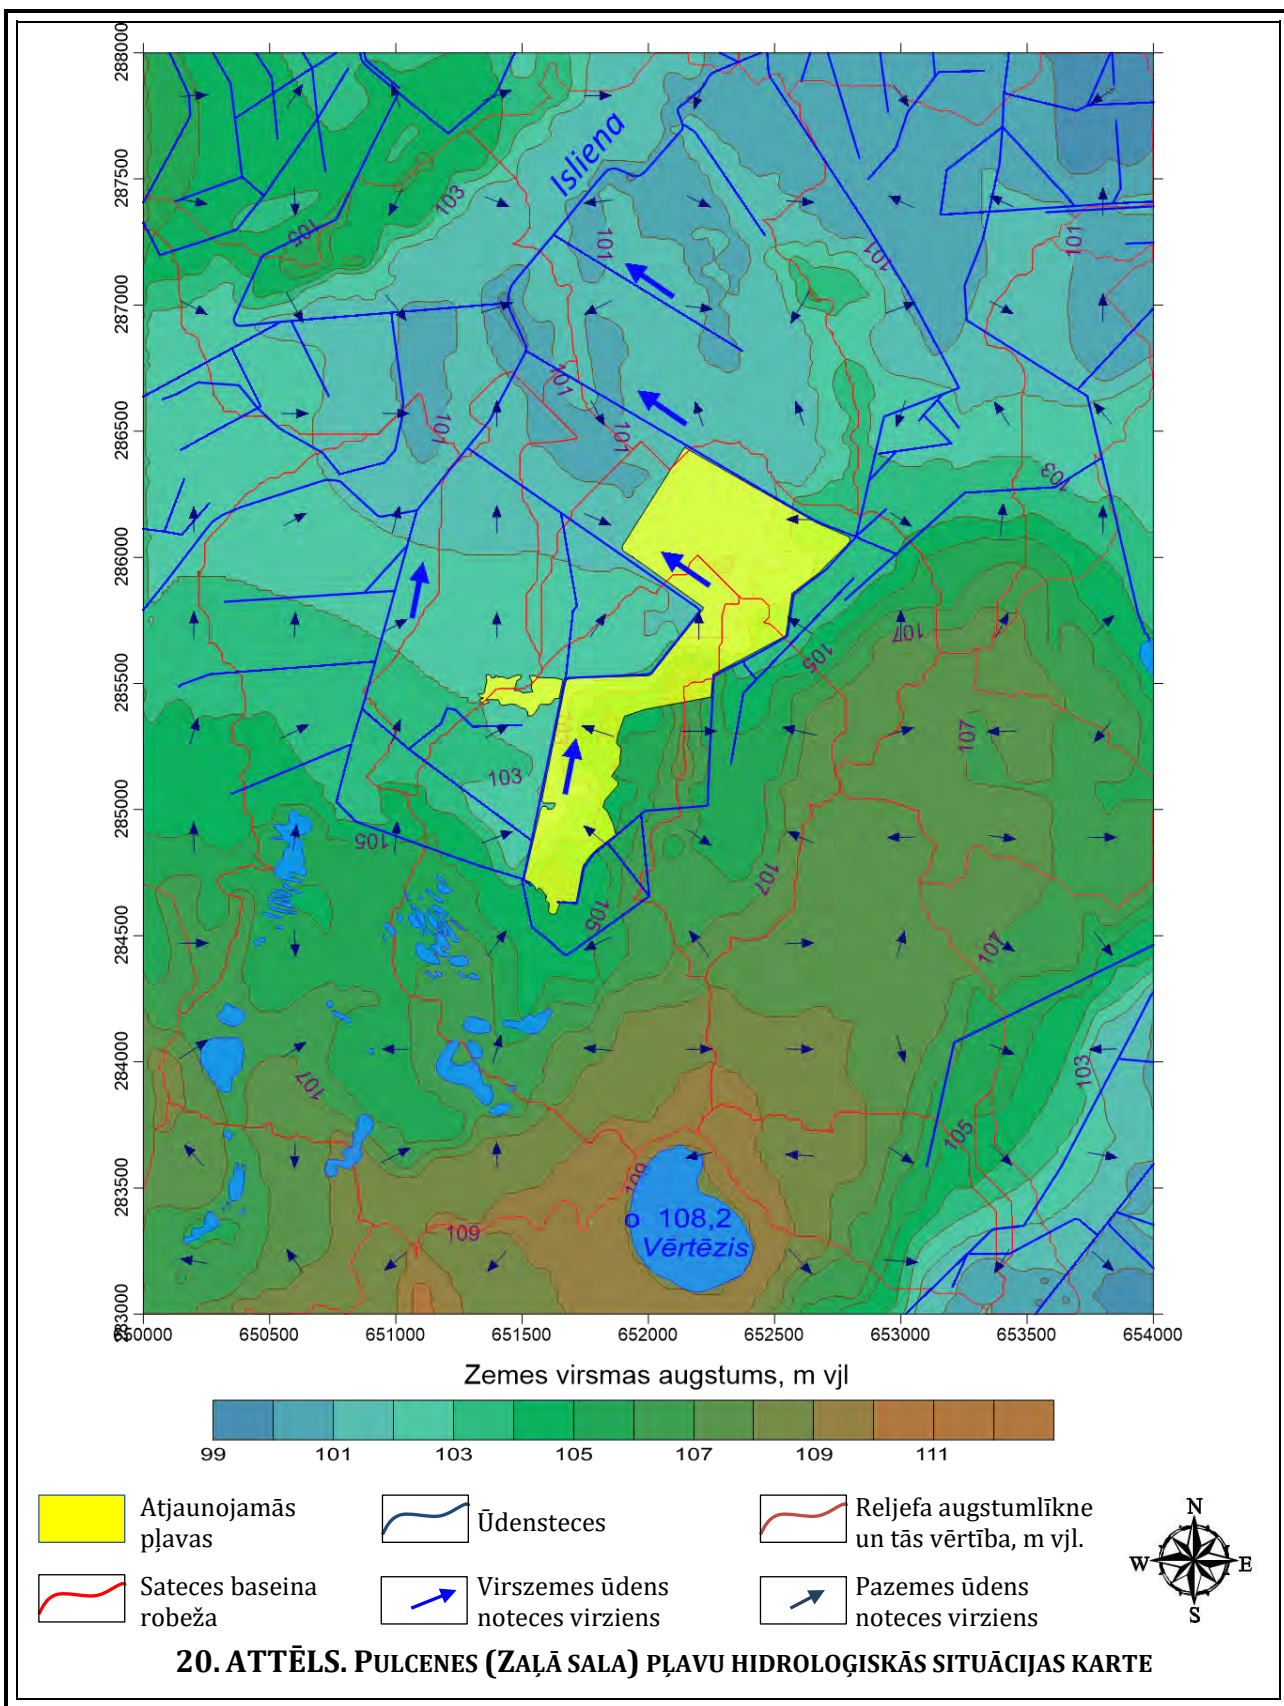 288000
287500
287000
286500
286000
285500
285000
284500
284000
283500
283000
650000
650500
651000
651500
652000
652500
653000
653500
654000
Isliena
103
105
101
101
101
101
101
101
103
105
107
107
103
105
107
105
107
107
103
105
109
109
108,2
Vērtēzis
Zemes virsmas augstums, m vjl
99
101
103
105
107
109
111
Atjaunojamās
pļavas
Ūdensteces
Reljefa augstumlīkne
un tās vērtība, m vjl.
Sateces baseina
robeža
Virszemes ūdens
noteces virziens
Pazemes ūdens
noteces virziens
N
W
E
S
20. ATTĒLS. PULCENES (ZAĻĀ SALA) PĻAVU HIDROLOĢISKĀS SITUĀCIJAS KARTE